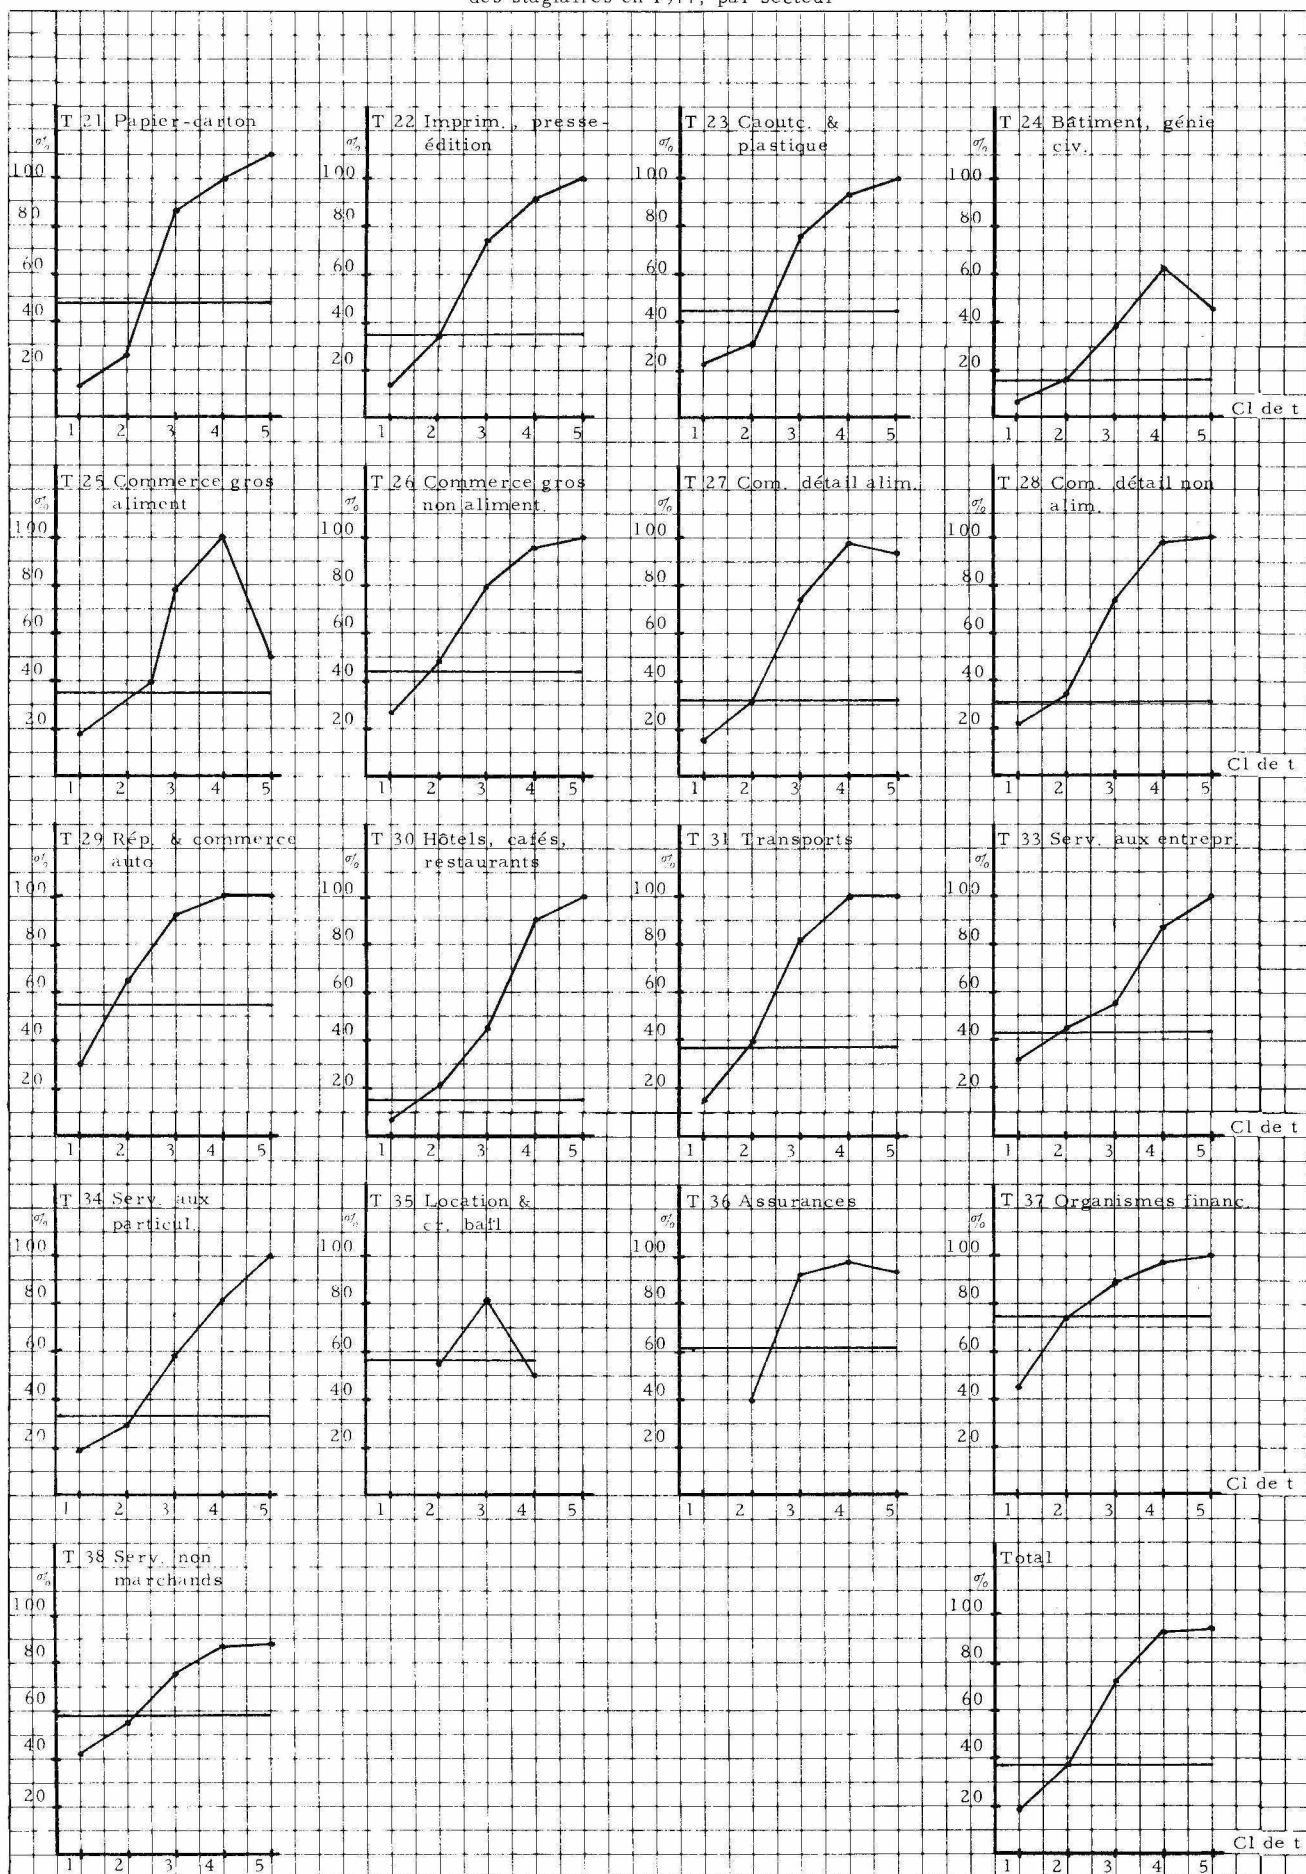 des stagiaires en 1977, par secteur
T 21 Papier-carton
%
100
80
60
40
20
1 2 3 4 5
T 22 Imprim., presse-
édition
%
100
80
60
40
20
1 2 3 4 5
T 23 Caoutc. &
plastique
%
100
80
60
40
20
1 2 3 4 5
T 24 Bâtiment, génie
civ.
%
100
80
60
40
20
Cl de t
1 2 3 4 5
T 25 Commerce gros
aliment
%
100
80
60
40
20
1 2 3 4 5
T 26 Commerce gros
non aliment.
%
100
80
60
40
20
1 2 3 4 5
T 27 Com. détail alim.
%
100
80
60
40
20
1 2 3 4 5
T 28 Com. détail non
alim.
%
100
80
60
40
20
Cl de t
1 2 3 4 5
T 29 Rép. & commerce
auto
%
100
80
60
40
20
1 2 3 4 5
T 30 Hôtels, cafés,
restaurants
%
100
80
60
40
20
1 2 3 4 5
T 31 Transports
%
100
80
60
40
20
1 2 3 4 5
T 33 Serv. aux entrepr.
%
100
80
60
40
20
Cl de t
1 2 3 4 5
T 34 Serv. aux
particul.
%
100
80
60
40
20
1 2 3 4 5
T 35 Location &
cr. bail
%
100
80
60
40
20
1 2 3 4 5
T 36 Assurances
%
100
80
60
40
20
1 2 3 4 5
T 37 Organismes financ.
%
100
80
60
40
20
Cl de t
1 2 3 4 5
T 38 Serv. non
marchands
%
100
80
60
40
20
1 2 3 4 5
Total
%
100
80
60
40
20
Cl de t
1 2 3 4 5